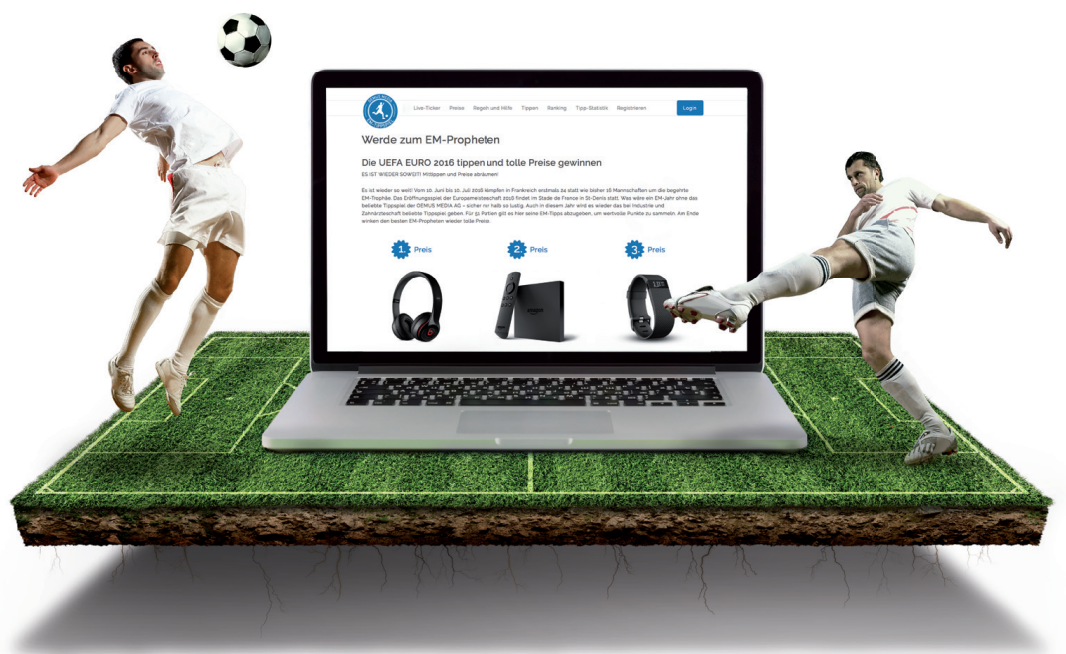 OEMUS MEDIA
EM-TIPPSPIEL
Live-Ticker Preise Regeln und Hilfe Tippen Ranking Tipp-Statistik Registrieren Login
Werde zum EM-Propheten
Die UEFA EURO 2016 tippen und tolle Preise gewinnen
ES IST WIEDER SOWEIT! Mittippen und Preise abräumen!
Es ist wieder so weit! Vom 10. Juni bis 10. Juli 2016 kämpfen in Frankreich erstmals 24 statt wie bisher 16 Mannschaften um die begehrte
EM-Trophäe. Das Eröffnungsspiel der Europameisterschaft 2016 findet im Stade de France in St-Denis statt. Was wäre ein EM-Jahr ohne das
beliebte Tippspiel der OEMUS MEDIA AG – sicher nur halb so lustig. Auch in diesem Jahr wird es wieder das bei Industrie und
Zahnärzteschaft beliebte Tippspiel geben. Für 51 Partien gilt es hier seine EM-Tipps abzugeben, um wertvolle Punkte zu sammeln. Am Ende
winken den besten EM-Propheten wieder tolle Preise.
1. Preis 2. Preis 3. Preis
amazon